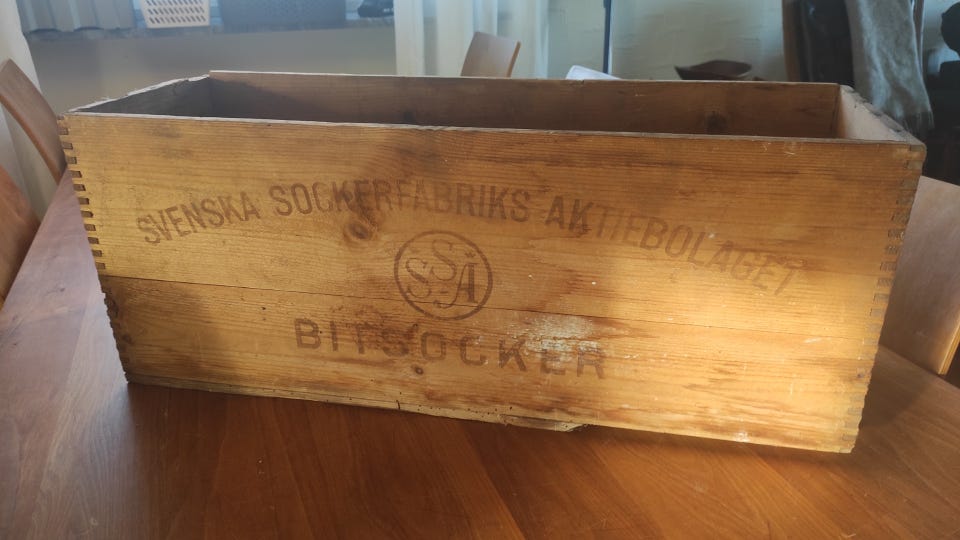 SVENSKA SOCKERFABRIKS AKTIEBOLAGET
SSA
BITSOCKER